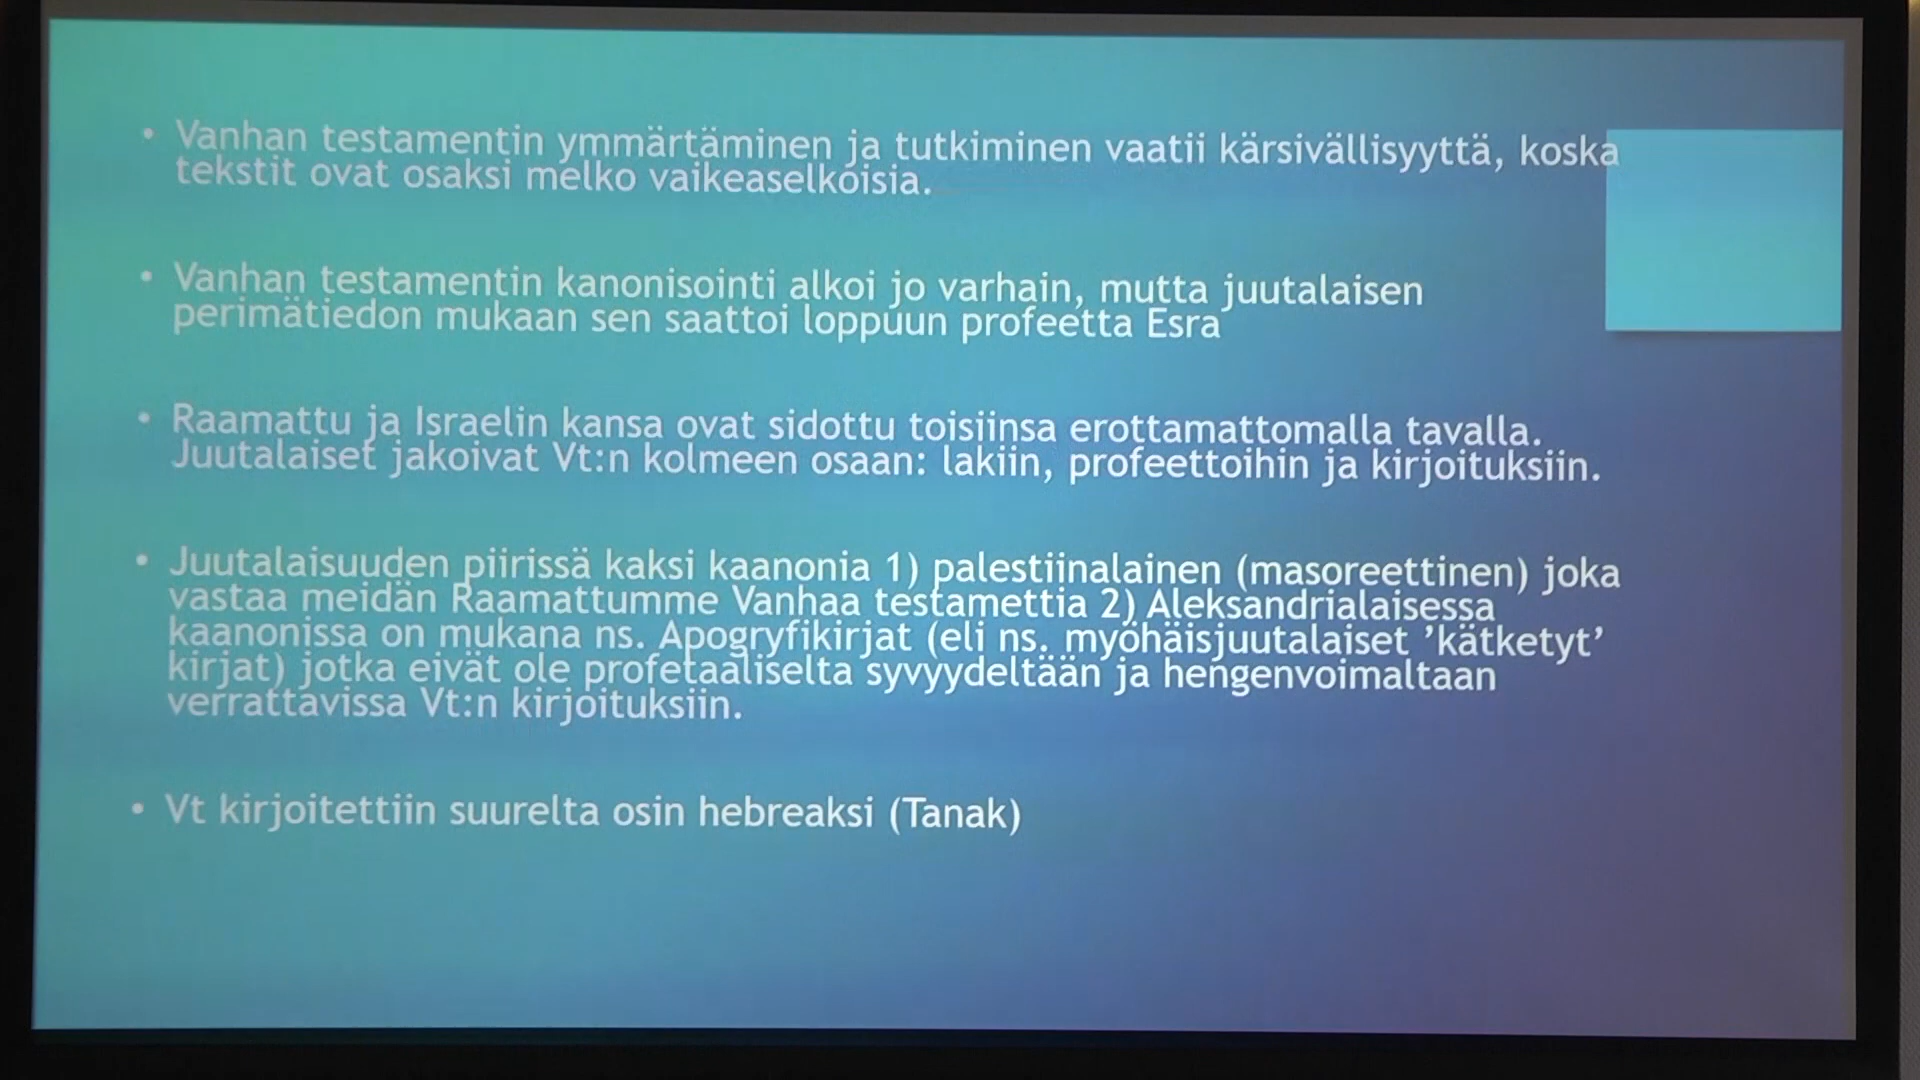 • Vanhan testamentin ymmärtäminen ja tutkiminen vaatii kärsivällisyyttä, koska
tekstit ovat osaksi melko vaikeaselkoisia.
• Vanhan testamentin kanonisointi alkoi jo varhain, mutta juutalaisen
perimätiedon mukaan sen saattoi loppuun profeetta Esra
• Raamattu ja Israelin kansa ovat sidottu toisiinsa erottamattomalla tavalla.
Juutalaiset jakoivat Vt:n kolmeen osaan: lakiin, profeettoihin ja kirjoituksiin.
• Juutalaisuuden piirissä kaksi kaanonia 1) palestiinalainen (masoreettinen) joka
vastaa meidän Raamattumme Vanhaa testamettia 2) Aleksandrialaisessa
kaanonissa on mukana ns. Apogryfikirjat (eli ns. myöhäisjuutalaiset ’kätketyt’
kirjat) jotka eivät ole profetaaliselta syvyydeltään ja hengenvoimaltaan
verrattavissa Vt:n kirjoituksiin.
• Vt kirjoitettiin suurelta osin hebreaksi (Tanak)